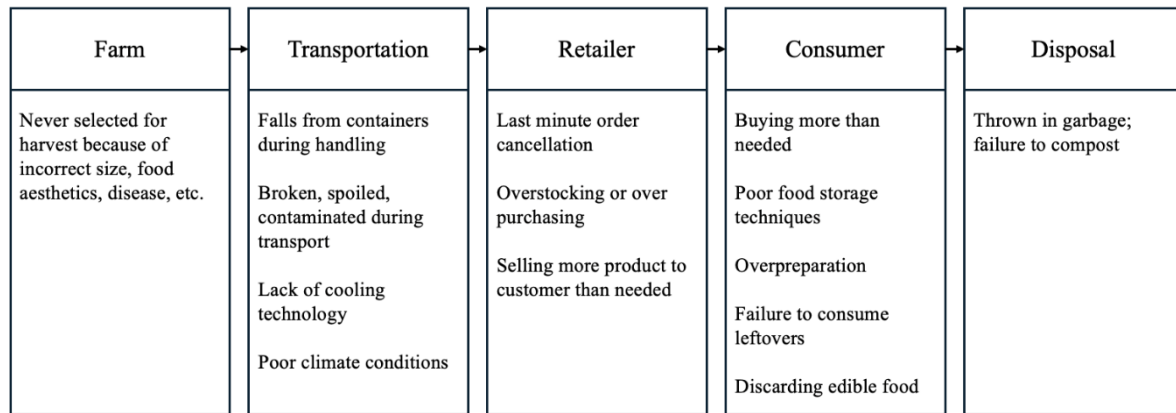 Farm
Never selected for
harvest because of
incorrect size, food
aesthetics, disease, etc.
Transportation
Falls from containers
during handling
Broken, spoiled,
contaminated during
transport
Lack of cooling
technology
Poor climate conditions
Retailer
Last minute order
cancellation
Overstocking or over
purchasing
Selling more product to
customer than needed
Consumer
Buying more than
needed
Poor food storage
techniques
Overpreparation
Failure to consume
leftovers
Discarding edible food
Disposal
Thrown in garbage;
failure to compost